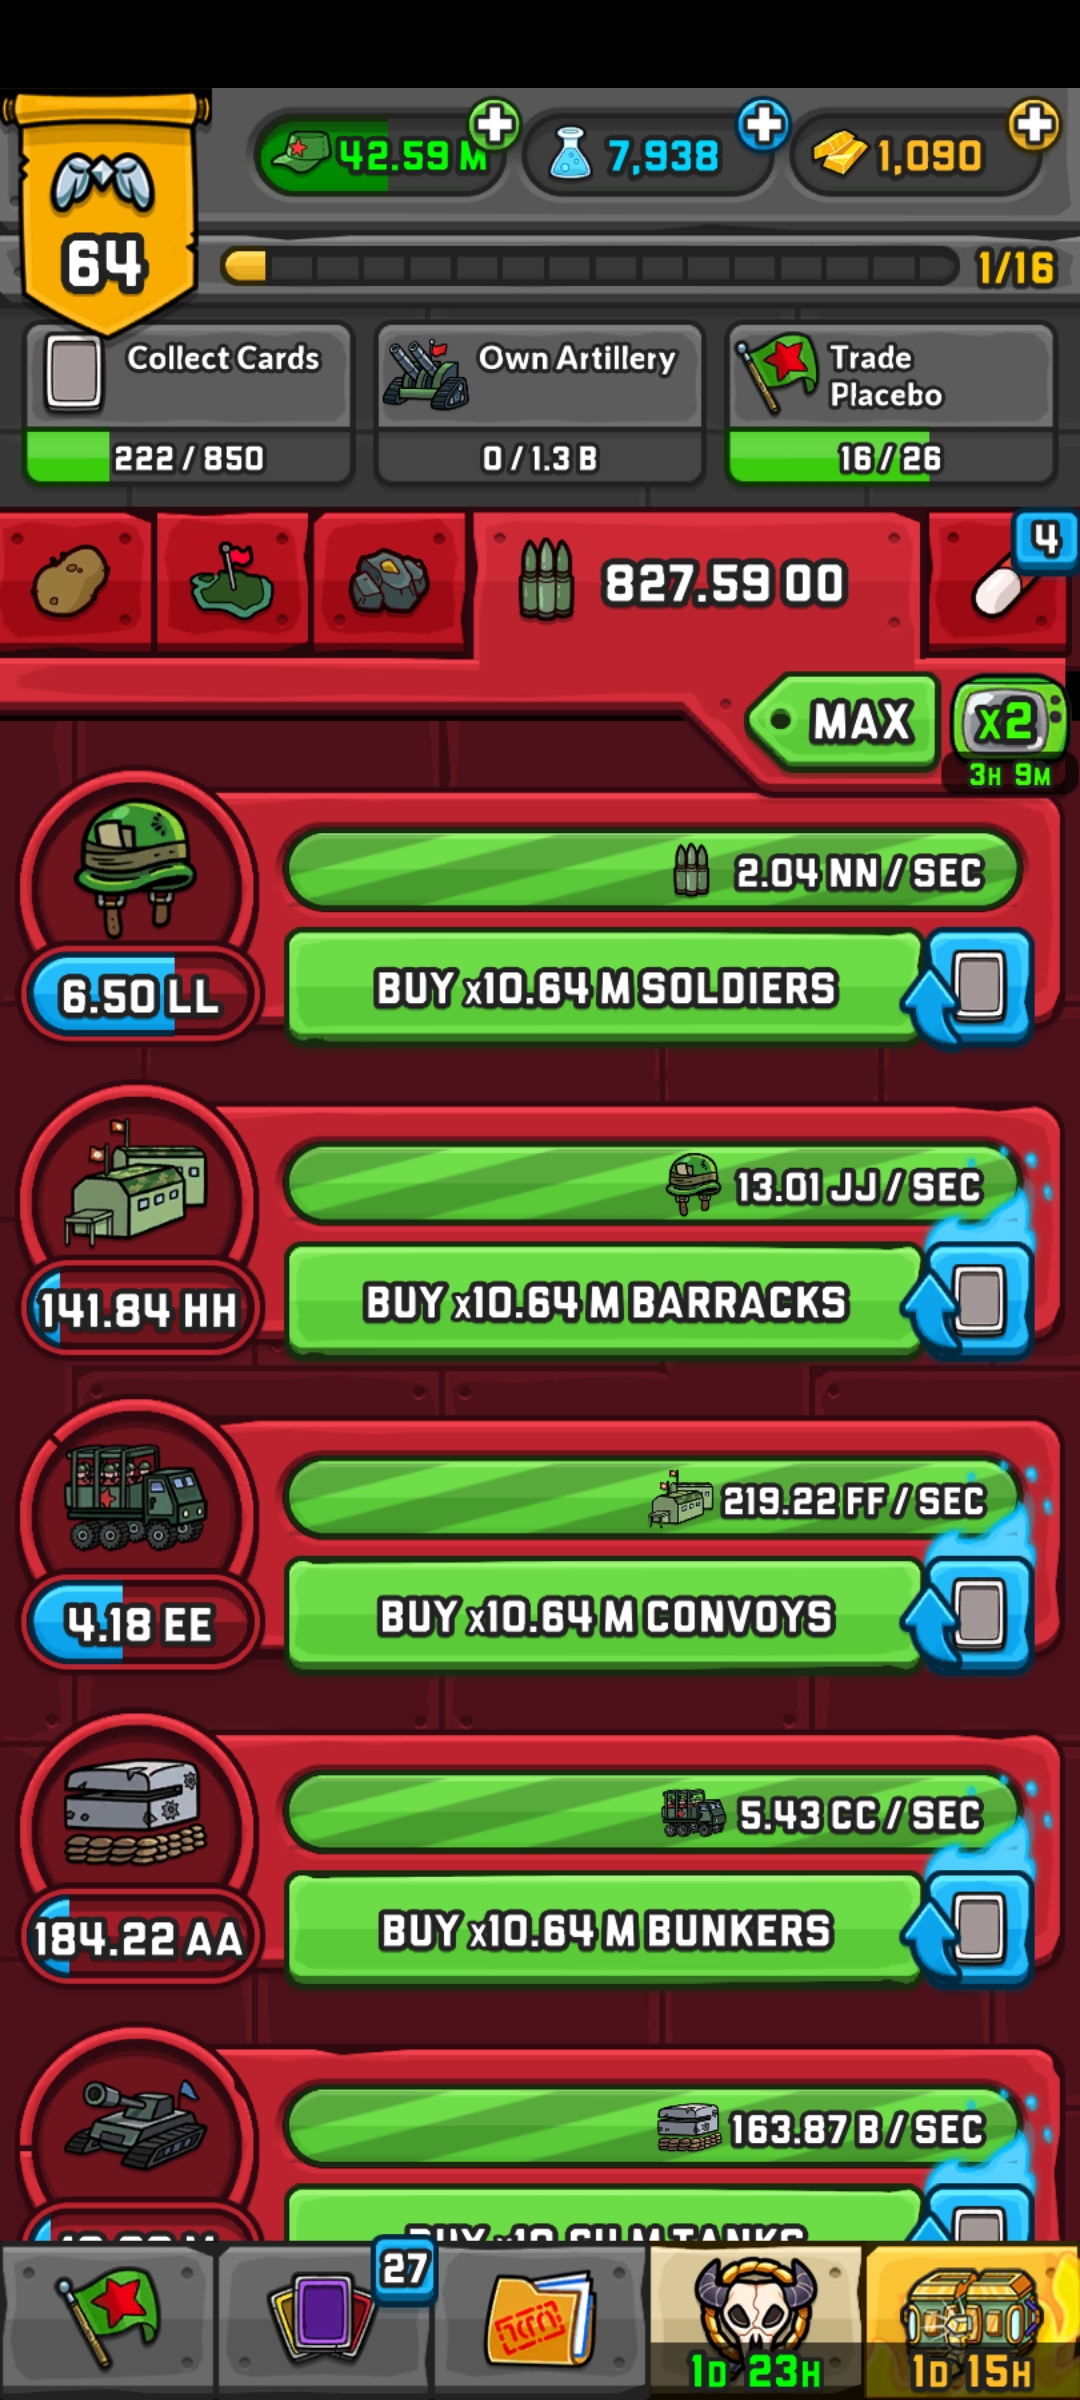 42.59 M
7,938
1,090
64
1/16
Collect Cards
222 / 850
Own Artillery
0 / 1.3 B
Trade
Placebo
16 / 26
827.59 OO
4
MAX
x2
3H 9M
2.04 NN / SEC
6.50 LL
BUY x10.64 M SOLDIERS
13.01 JJ / SEC
141.84 HH
BUY x10.64 M BARRACKS
219.22 FF / SEC
4.18 EE
BUY x10.64 M CONVOYS
5.43 CC / SEC
184.22 AA
BUY x10.64 M BUNKERS
163.87 B / SEC
BUY x10.64 M TANKS
27
1D 23H
1D 15H